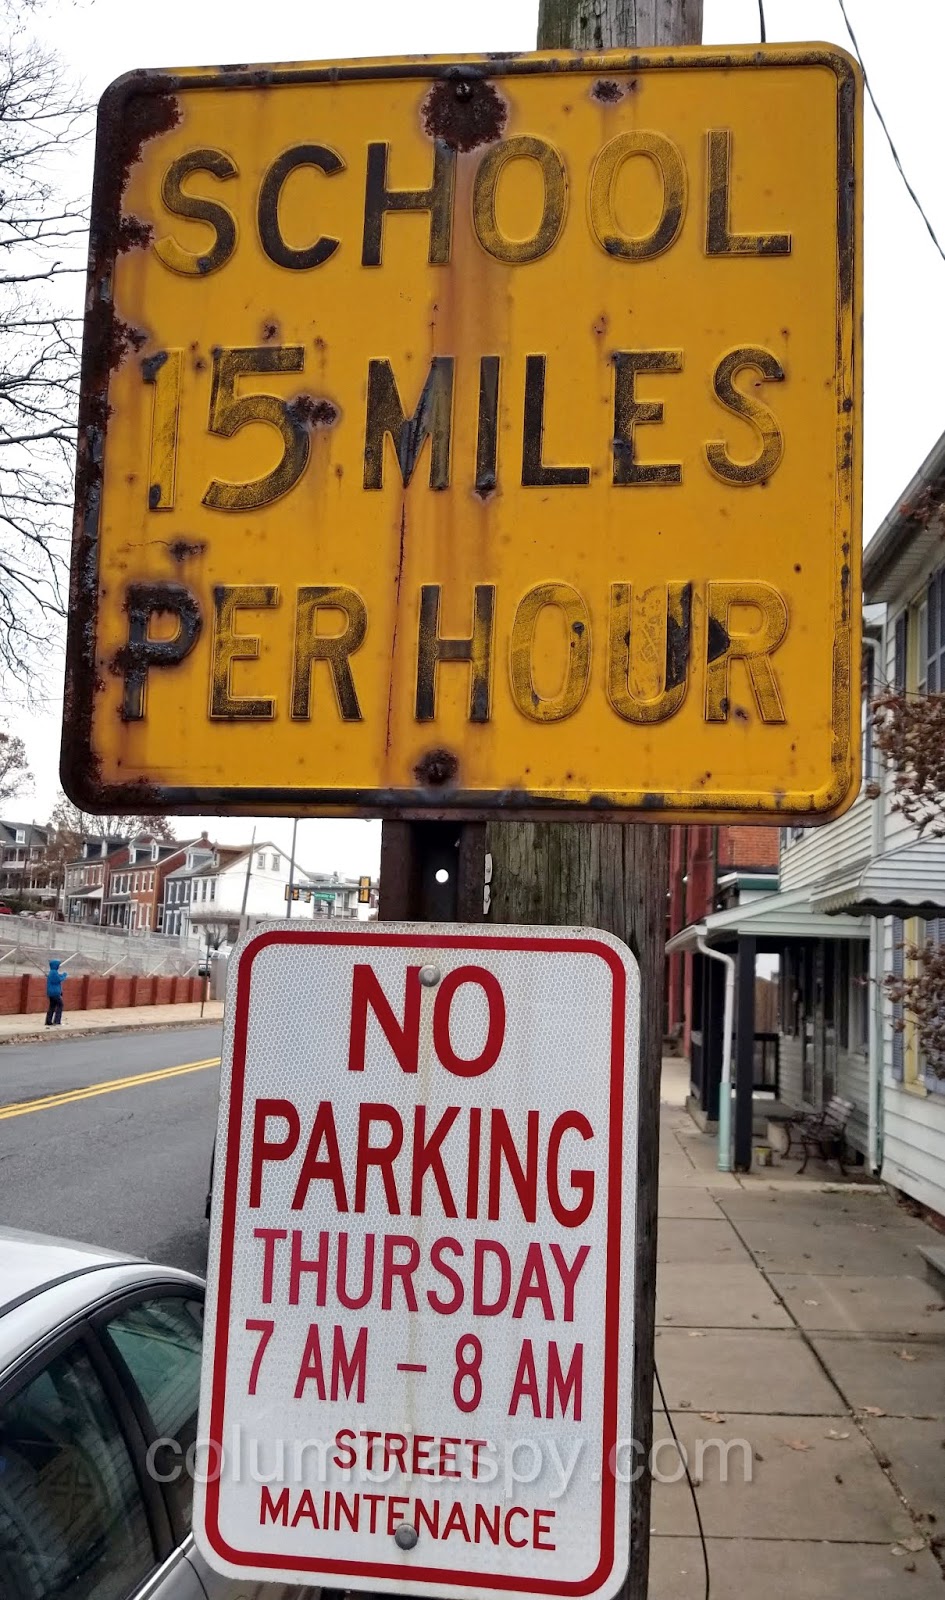 SCHOOL
15 MILES
PER HOUR
NO
PARKING
THURSDAY
7 AM – 8 AM
STREET
columbiaspy.com
MAINTENANCE